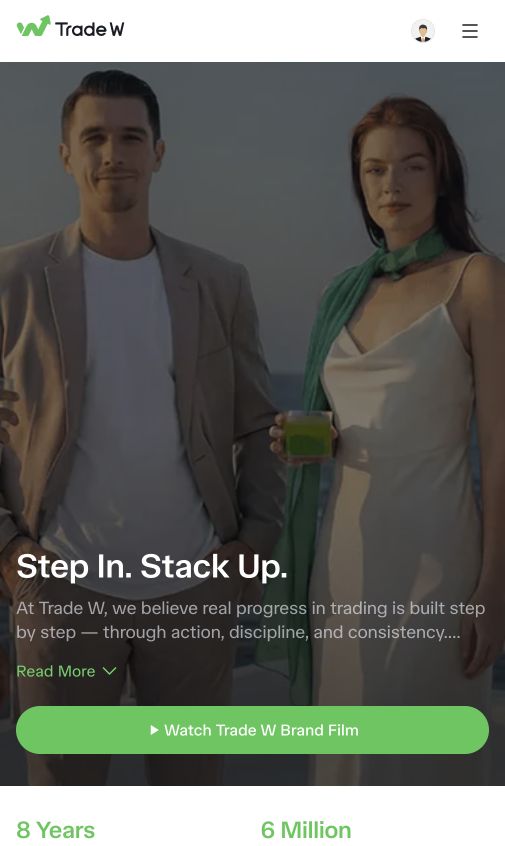 Trade W
Step In. Stack Up.
At Trade W, we believe real progress in trading is built step
by step — through action, discipline, and consistency....
Read More
Watch Trade W Brand Film
8 Years
6 Million